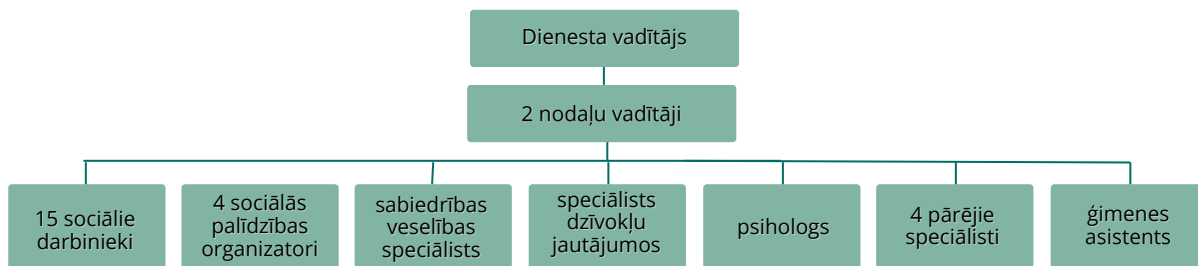 Dienesta vadītājs
2 nodaļu vadītāji
15 sociālie
darbinieki
4 sociālās
palīdzības
organizatori
sabiedrības
veselības
speciālists
speciālists
dzīvokļu
jautājumos
psihologs
4 pārējie
speciālisti
ģimenes
asistents